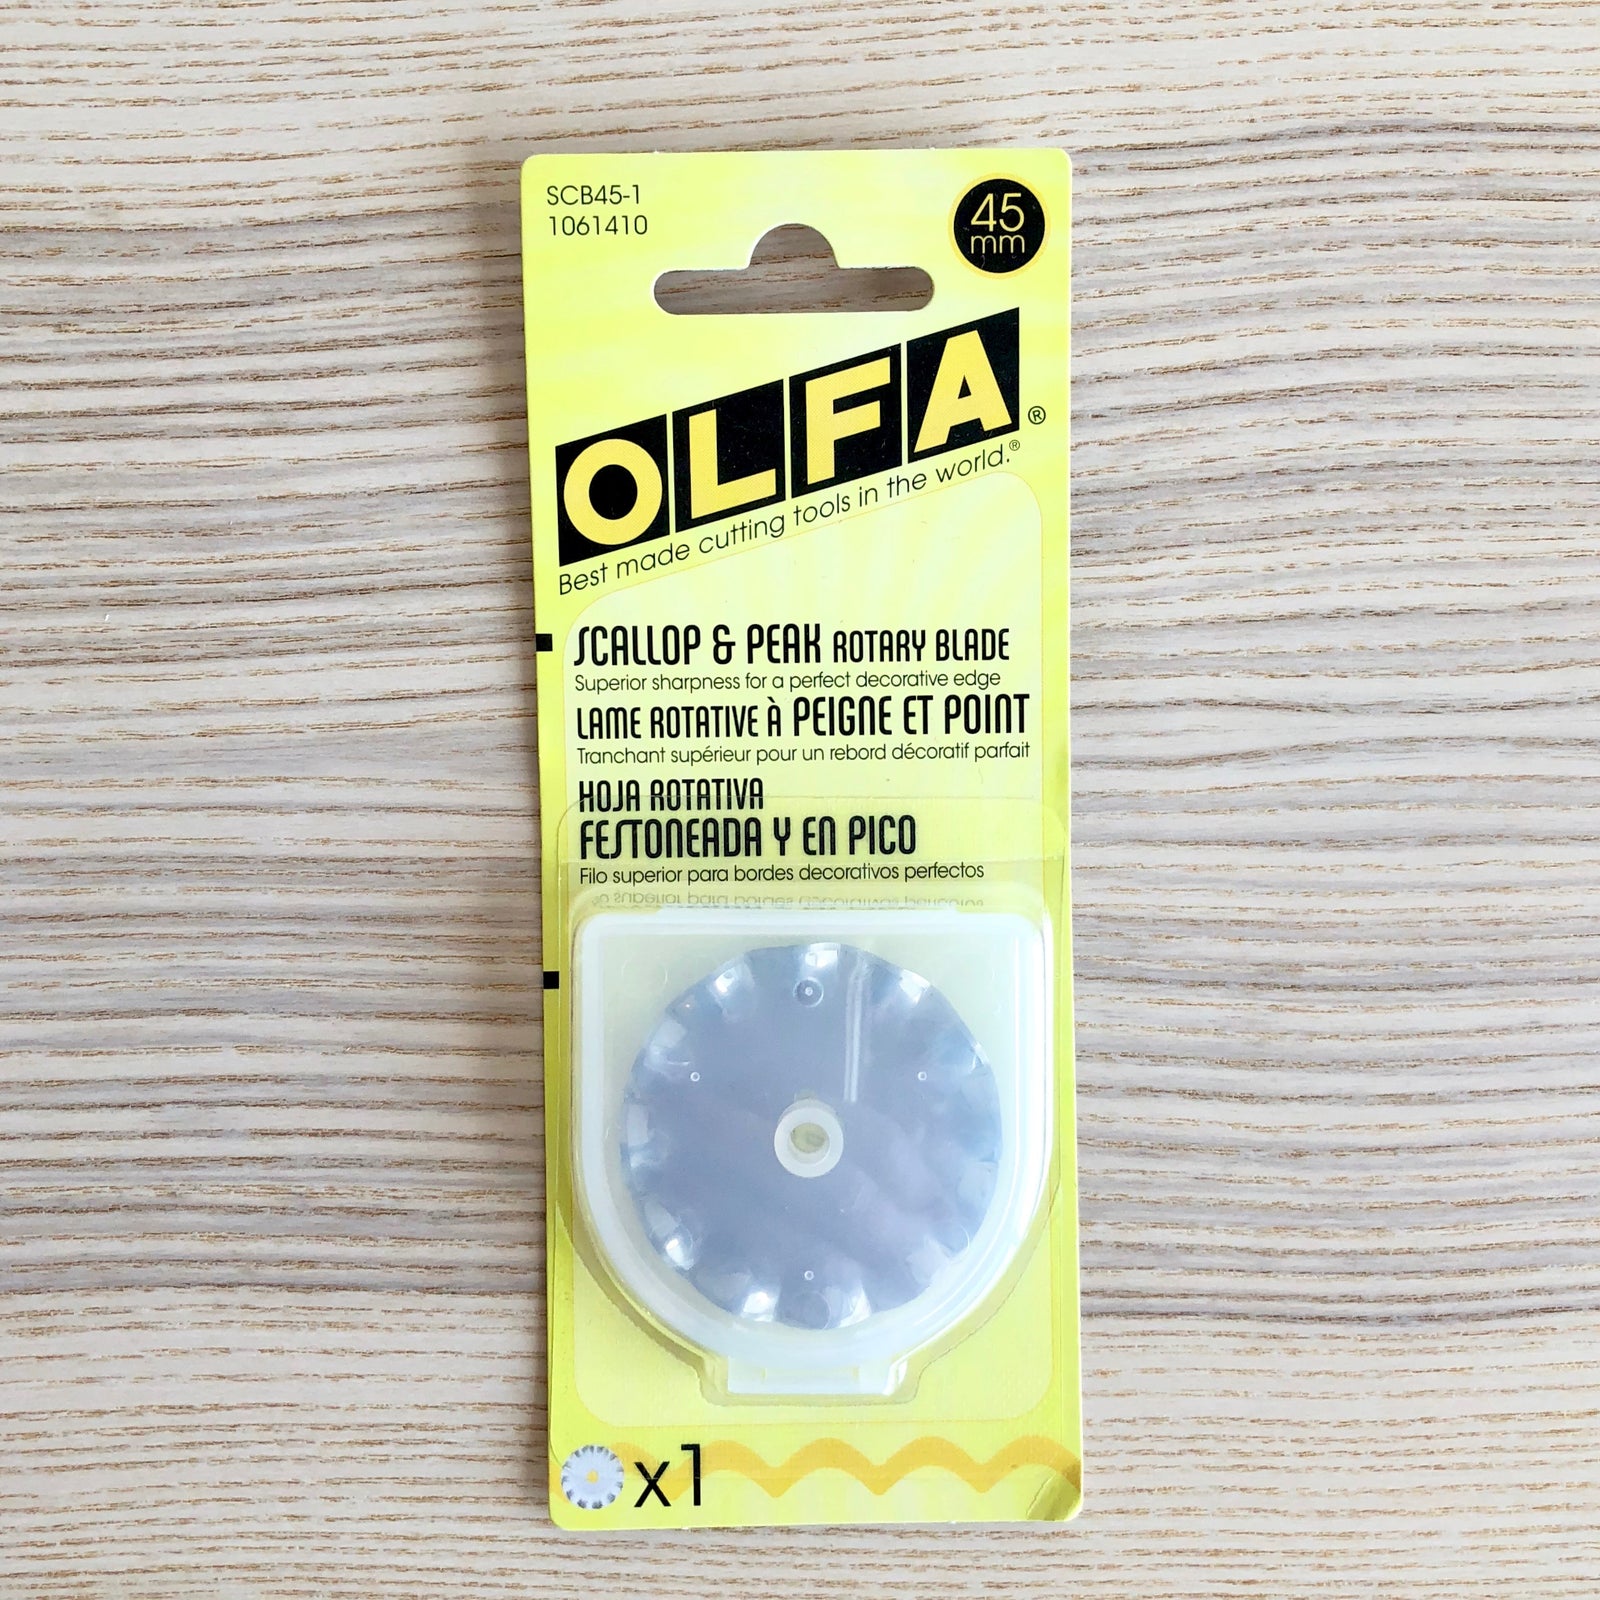 SCB45-1
1061410
45
mm
OLFA®
Best made cutting tools in the world.®
SCALLOP & PEAK ROTARY BLADE
Superior sharpness for a perfect decorative edge
LAME ROTATIVE À PEIGNE ET POINT
Tranchant supérieur pour un rebord décoratif parfait
HOJA ROTATIVA
FESTONEADA Y EN PICO
Filo superior para bordes decorativos perfectos
x1